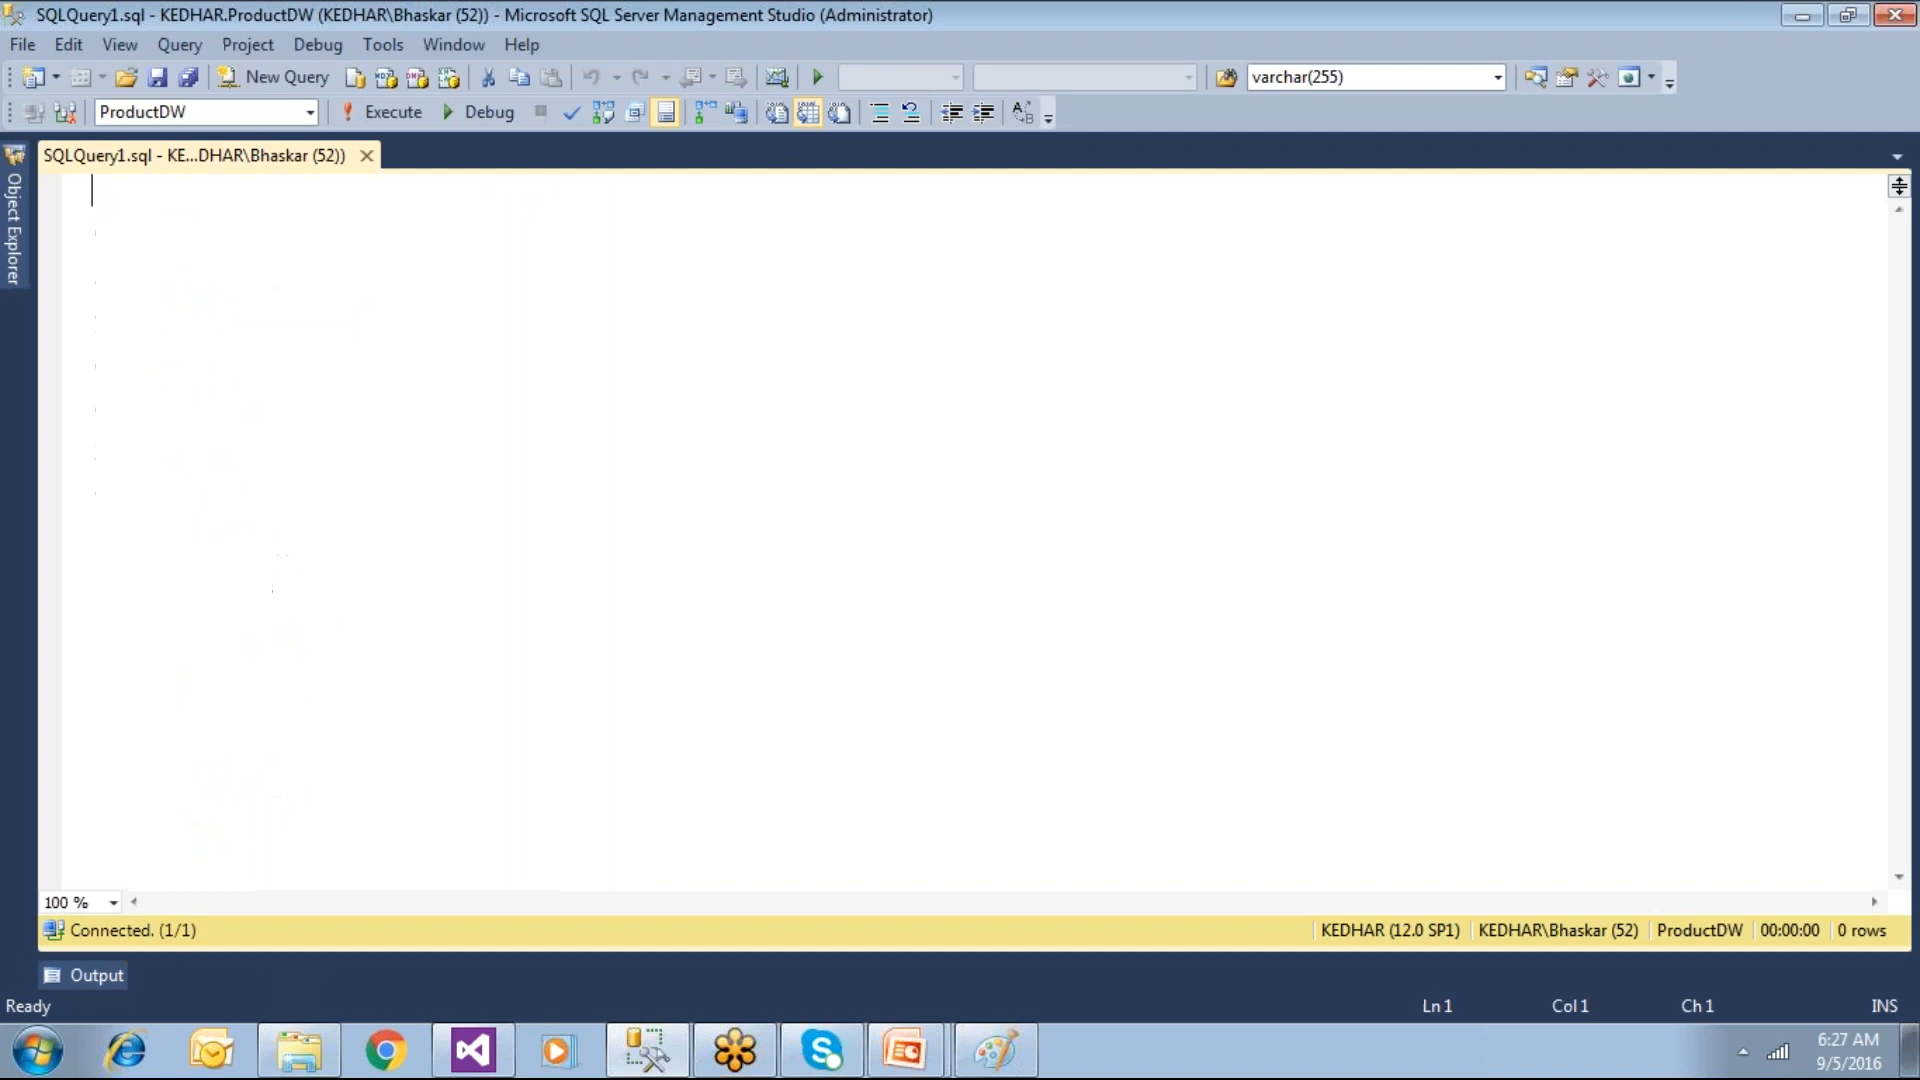 SQLQuery1.sql - KEDHAR.ProductDW (KEDHAR\Bhaskar (52)) - Microsoft SQL Server Management Studio (Administrator)
File Edit View Query Project Debug Tools Window Help
New Query varchar(255)
ProductDW Execute Debug
SQLQuery1.sql - KE...DHAR\Bhaskar (52))
Object Explorer
100 %
Connected. (1/1) KEDHAR (12.0 SP1) KEDHAR\Bhaskar (52) ProductDW 00:00:00 0 rows
Output
Ready Ln 1 Col 1 Ch 1 INS
6:27 AM
9/5/2016